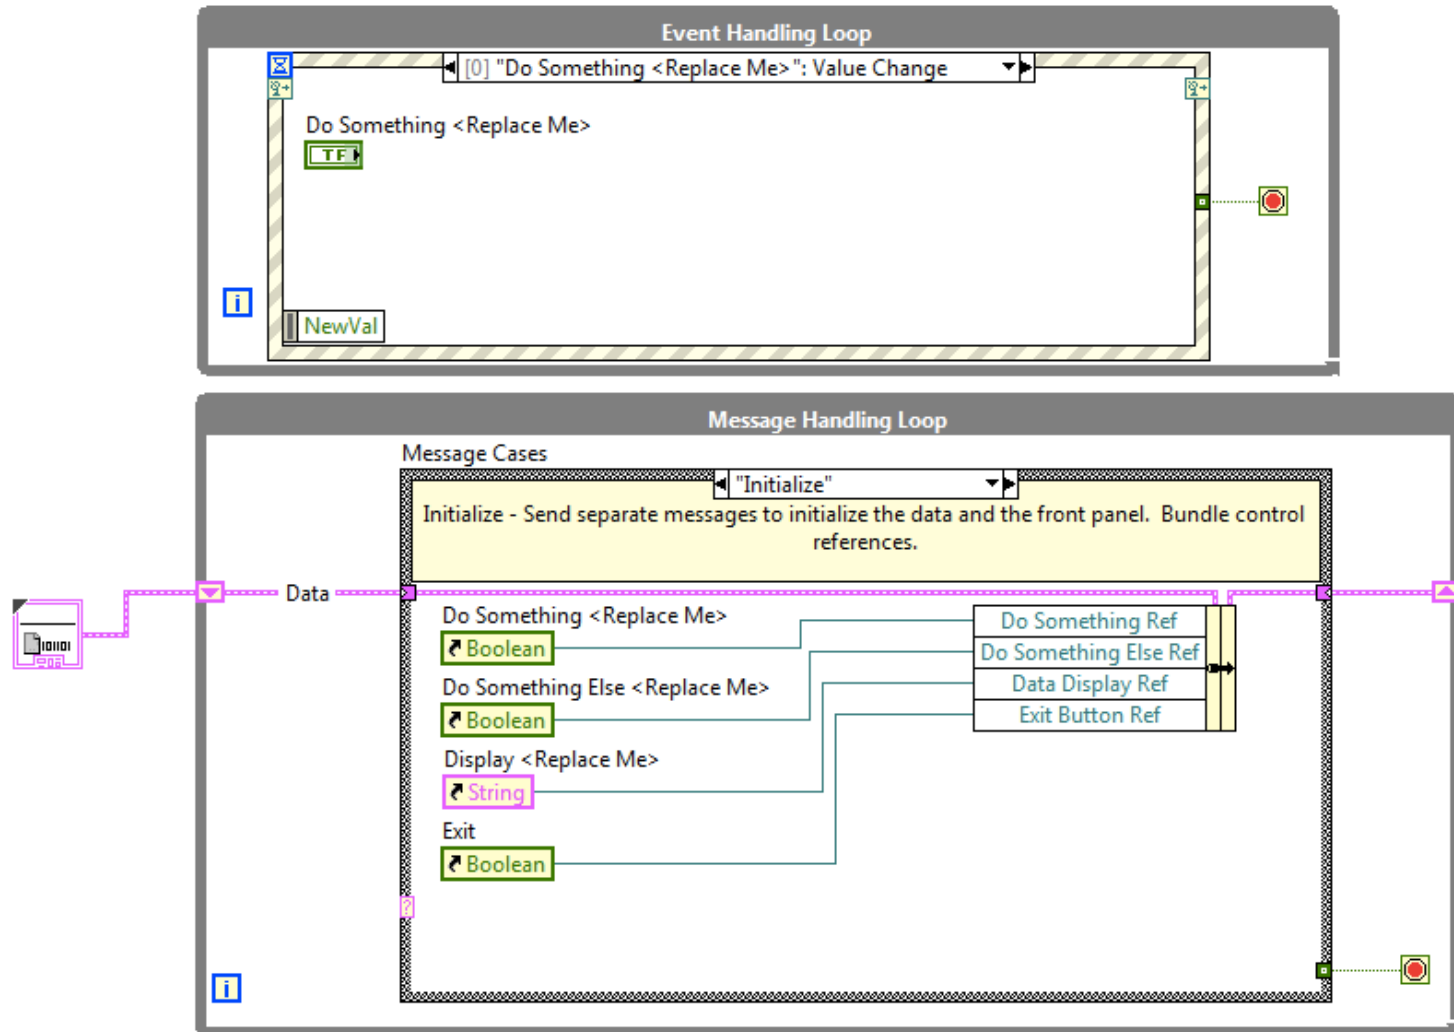 Event Handling Loop
[0] "Do Something <Replace Me>": Value Change
Do Something <Replace Me>
TF
i
NewVal
Message Handling Loop
Message Cases
"Initialize"
Initialize - Send separate messages to initialize the data and the front panel.  Bundle control
references.
Data
Do Something <Replace Me>
Boolean
Do Something Else <Replace Me>
Boolean
Display <Replace Me>
String
Exit
Boolean
Do Something Ref
Do Something Else Ref
Data Display Ref
Exit Button Ref
?
i